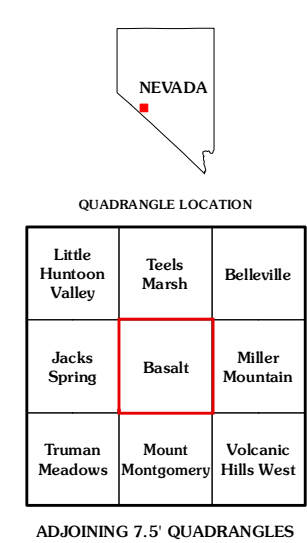 NEVADA
QUADRANGLE LOCATION
Little
Huntoon
Valley
Teels
Marsh
Belleville
Jacks
Spring
Basalt
Miller
Mountain
Truman
Meadows
Mount
Montgomery
Volcanic
Hills West
ADJOINING 7.5' QUADRANGLES